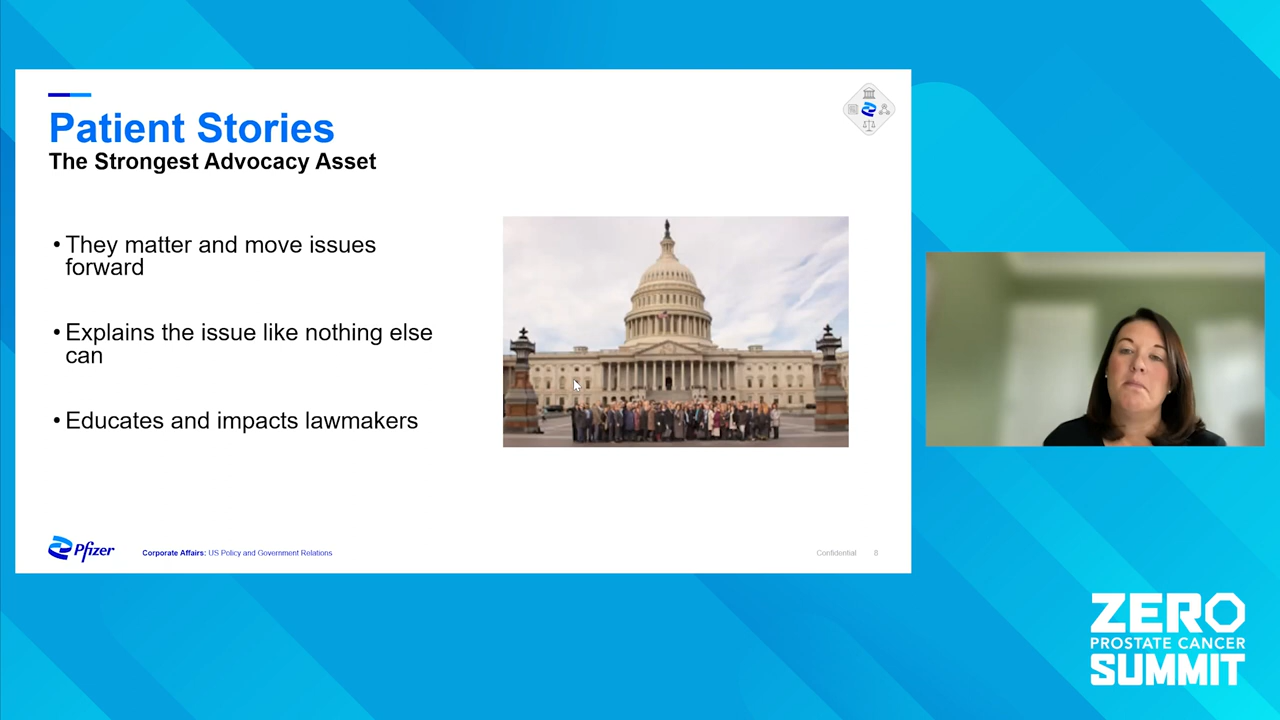 Patient Stories
The Strongest Advocacy Asset
• They matter and move issues
forward
• Explains the issue like nothing else
can
• Educates and impacts lawmakers
Pfizer
Corporate Affairs: US Policy and Government Relations
Confidential 8
ZERO
PROSTATE CANCER
SUMMIT